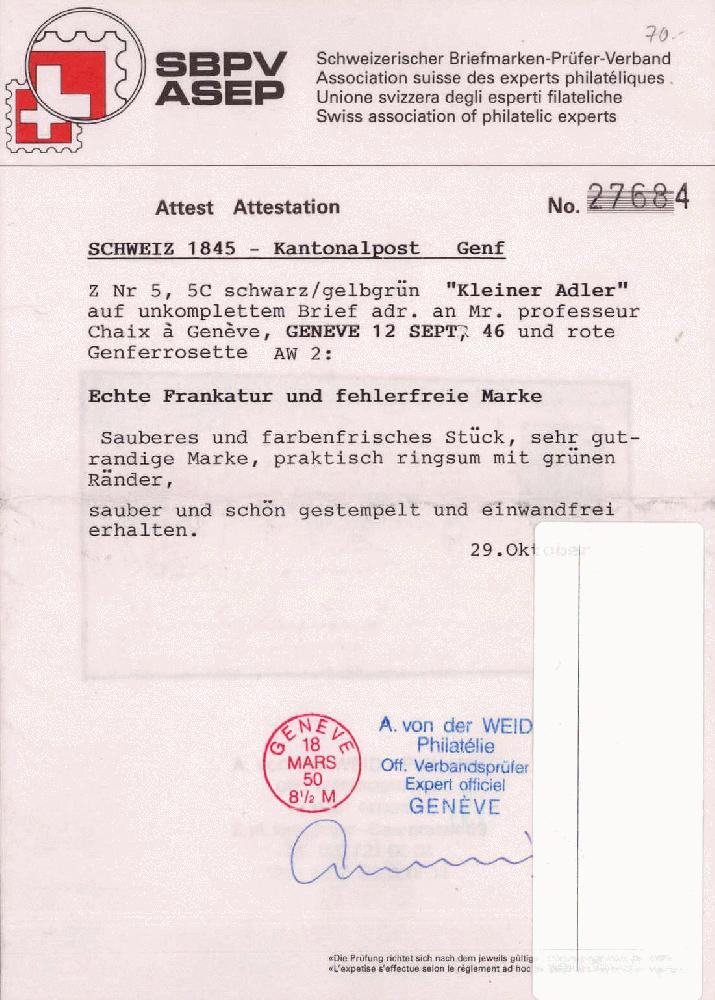 70.-
SBPV
ASEP
Schweizerischer Briefmarken-Prüfer-Verband
Association suisse des experts philatéliques .
Unione svizzera degli esperti filateliche
Swiss association of philatelic experts
Attest Attestation
No. 27684
SCHWEIZ 1845 - Kantonalpost Genf
Z Nr 5, 5C schwarz/gelbgrün "Kleiner Adler"
auf unkomplettem Brief adr. an Mr. professeur
Chaix à Genève, GENEVE 12 SEPT, 46 und rote
Genferrosette AW 2:
Echte Frankatur und fehlerfreie Marke
Sauberes und farbenfrisches Stück, sehr gut-
randige Marke, praktisch ringsum mit grünen
Ränder,
sauber und schön gestempelt und einwandfrei
erhalten.
29.Oktober
GENEVE
18
MARS
50
8½ M
A. von der WEID
Philatélie
Off. Verbandsprüfer
Expert officiel
GENÈVE
«Die Prüfung richtet sich nach dem jeweils gültig
«L'expetise s'effectue selon le règlement ad hoc